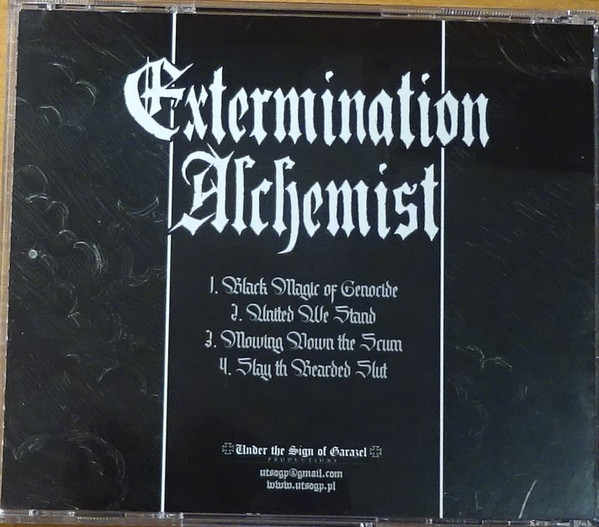 Extermination
Alchemist
1. Black Magic of Genocide
2. United We Stand
3. Mowing Down the Scum
4. Slay th Bearded Slut
Under the Sign of Garazel
PRODUCTIONS
utsogp@gmail.com
www.utsogp.pl